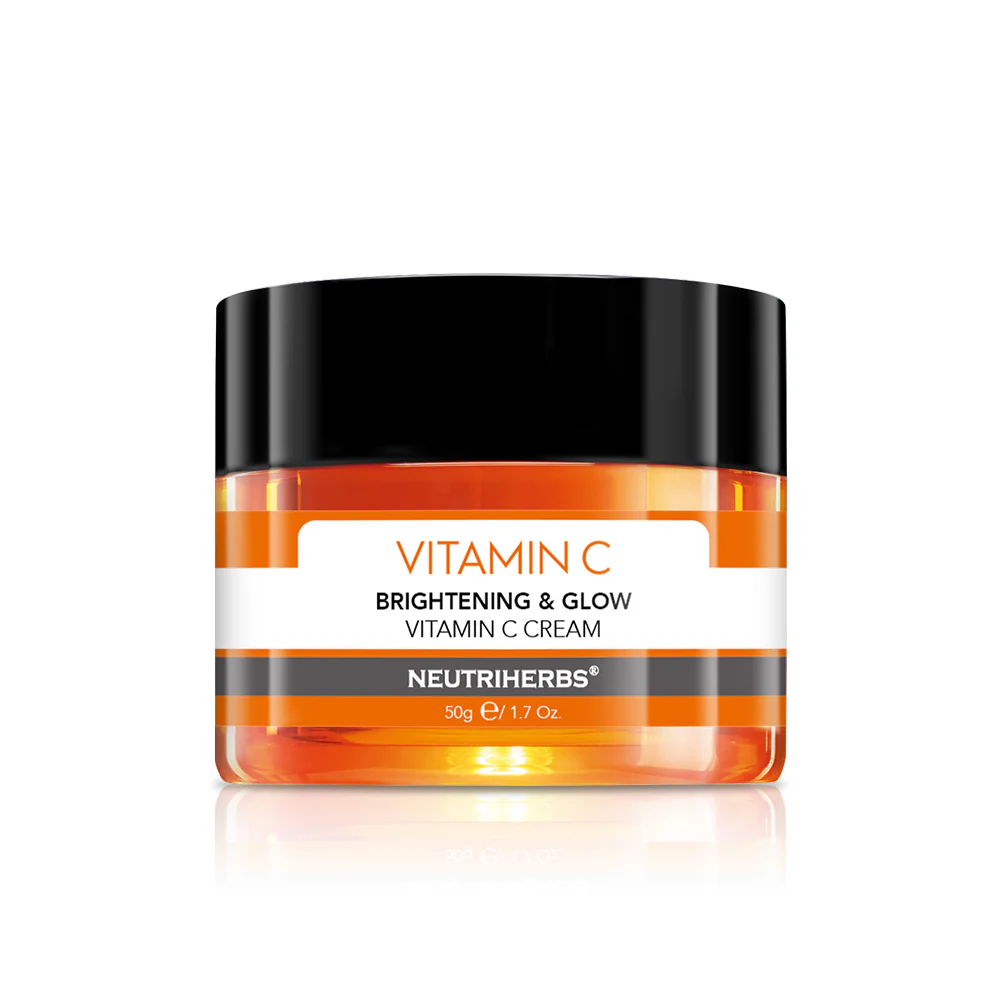 VITAMIN C
BRIGHTENING & GLOW
VITAMIN C CREAM
NEUTRIHERBS®
50g ℮/ 1.7 Oz.